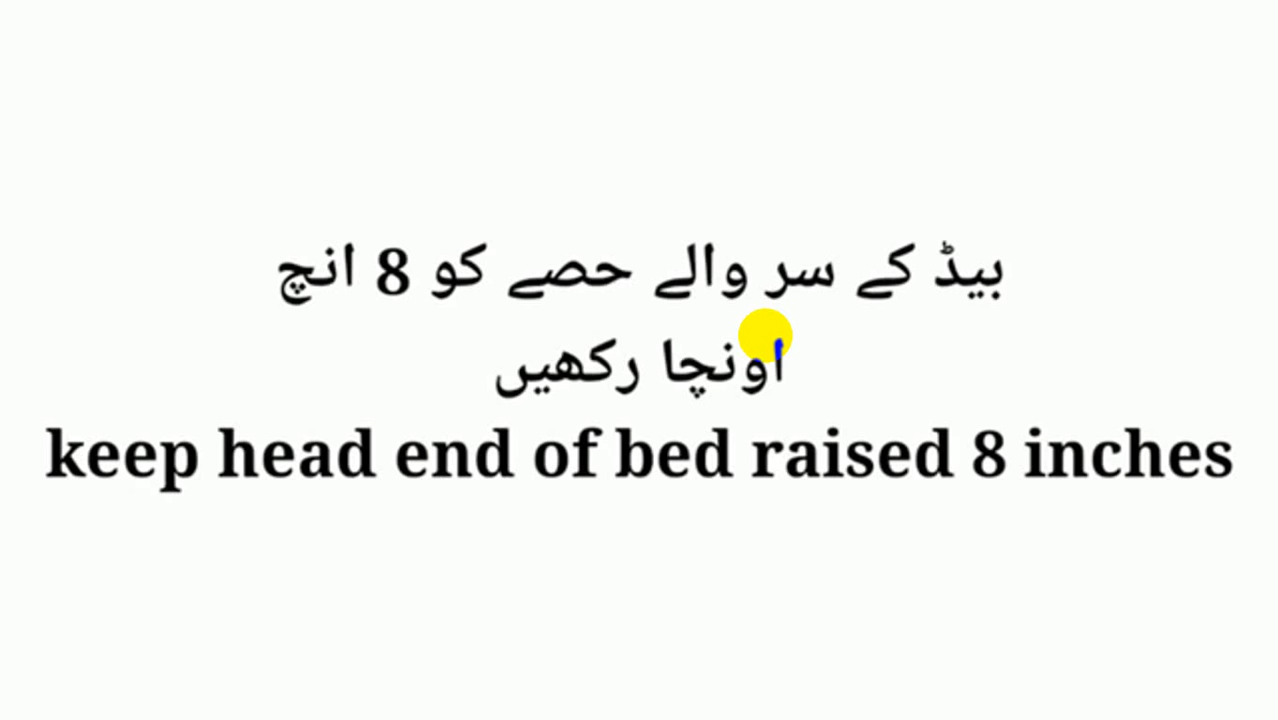 بیڈ کے سر والے حصے کو 8 انچ
اونچا رکھیں
keep head end of bed raised 8 inches